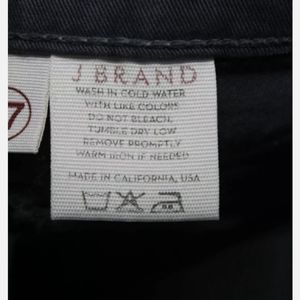 J BRAND
WASH IN COLD WATER
WITH LIKE COLORS
DO NOT BLEACH,
TUMBLE DRY LOW
REMOVE PROMPTLY
WARM IRON IF NEEDED
MADE IN CALIFORNIA, USA
7